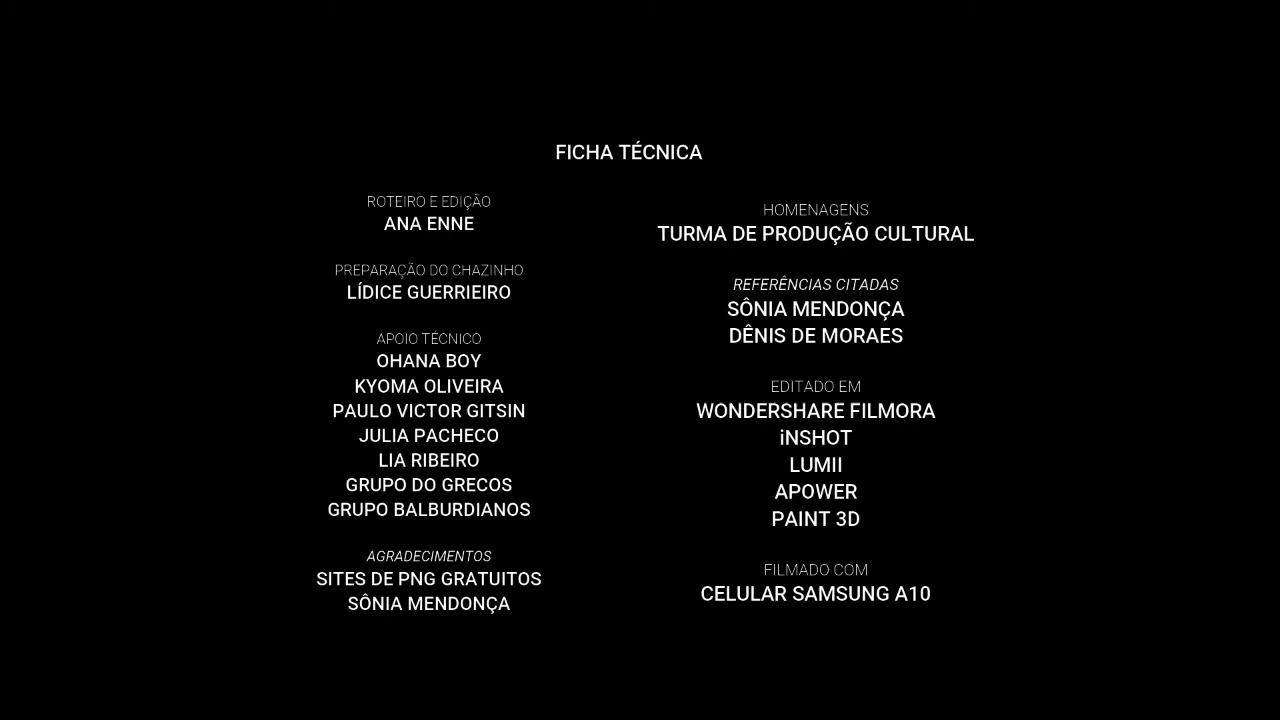 FICHA TÉCNICA
ROTEIRO E EDIÇÃO
ANA ENNE
PREPARAÇÃO DO CHAZINHO
LÍDICE GUERRIEIRO
APOIO TÉCNICO
OHANA BOY
KYOMA OLIVEIRA
PAULO VICTOR GITSIN
JULIA PACHECO
LIA RIBEIRO
GRUPO DO GRECOS
GRUPO BALBURDIANOS
AGRADECIMENTOS
SITES DE PNG GRATUITOS
SÔNIA MENDONÇA
HOMENAGENS
TURMA DE PRODUÇÃO CULTURAL
REFERÊNCIAS CITADAS
SÔNIA MENDONÇA
DÊNIS DE MORAES
EDITADO EM
WONDERSHARE FILMORA
iNSHOT
LUMII
APOWER
PAINT 3D
FILMADO COM
CELULAR SAMSUNG A10